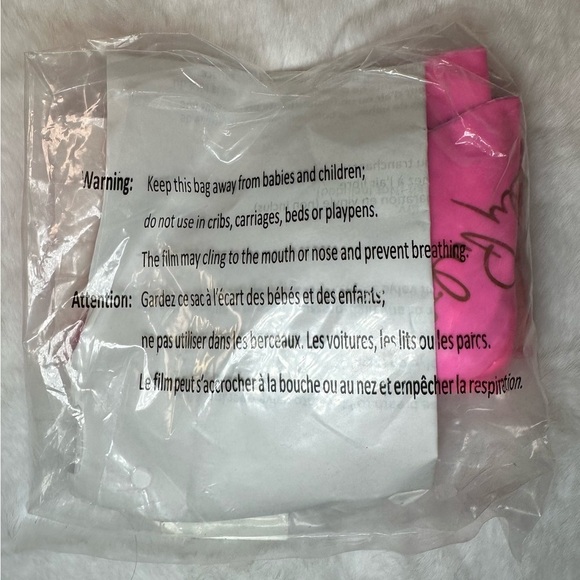 Warning: Keep this bag away from babies and children;
do not use in cribs, carriages, beds or playpens.
The film may cling to the mouth or nose and prevent breathing.
Attention: Gardez ce sac à l'écart des bébés et des enfants;
ne pas utiliser dans les berceaux. Les voitures, les lits ou les parcs.
Le film peut s'accrocher à la bouche ou au nez et empêcher la respiration.